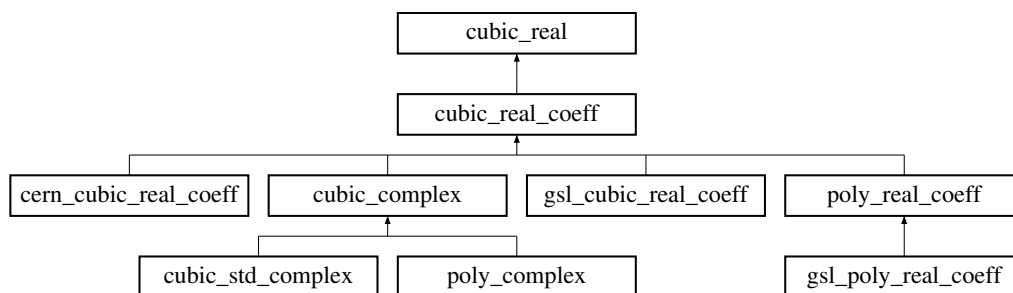 cubic_real
cubic_real_coeff
cern_cubic_real_coeff cubic_complex gsl_cubic_real_coeff poly_real_coeff
cubic_std_complex poly_complex gsl_poly_real_coeff